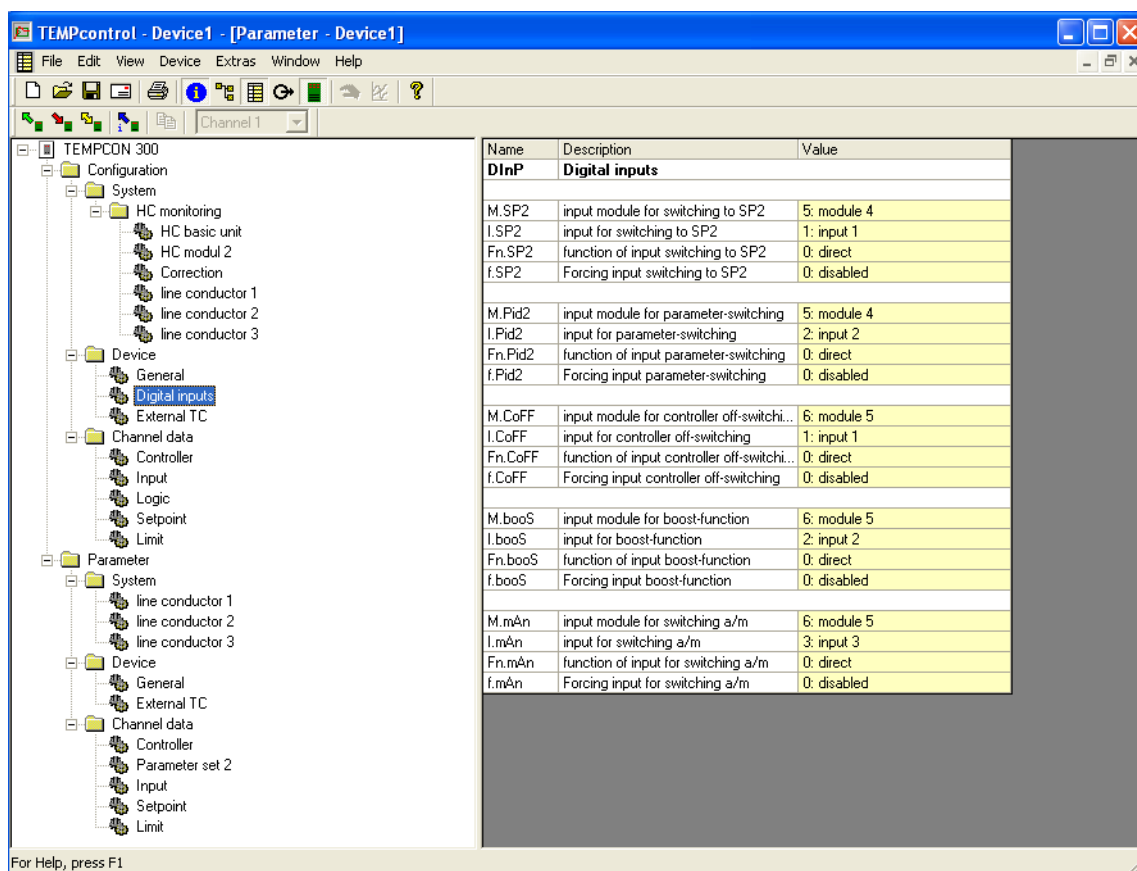 TEMPcontrol - Device1 - [Parameter - Device1]
File Edit View Device Extras Window Help
Channel 1
TEMPCON 300
Configuration
System
HC monitoring
HC basic unit
HC modul 2
Correction
line conductor 1
line conductor 2
line conductor 3
Device
General
Digital inputs
External TC
Channel data
Controller
Input
Logic
Setpoint
Limit
Parameter
System
line conductor 1
line conductor 2
line conductor 3
Device
General
External TC
Channel data
Controller
Parameter set 2
Input
Setpoint
Limit
Name Description Value
DInP Digital inputs
M.SP2 input module for switching to SP2 5: module 4
I.SP2 input for switching to SP2 1: input 1
Fn.SP2 function of input switching to SP2 0: direct
f.SP2 Forcing input switching to SP2 0: disabled
M.Pid2 input module for parameter-switching 5: module 4
I.Pid2 input for parameter-switching 2: input 2
Fn.Pid2 function of input parameter-switching 0: direct
f.Pid2 Forcing input parameter-switching 0: disabled
M.CoFF input module for controller off-switchi... 6: module 5
I.CoFF input for controller off-switching 1: input 1
Fn.CoFF function of input controller off-switchi... 0: direct
f.CoFF Forcing input controller off-switching 0: disabled
M.booS input module for boost-function 6: module 5
I.booS input for boost-function 2: input 2
Fn.booS function of input boost-function 0: direct
f.booS Forcing input boost-function 0: disabled
M.mAn input module for switching a/m 6: module 5
I.mAn input for switching a/m 3: input 3
Fn.mAn function of input for switching a/m 0: direct
f.mAn Forcing input for switching a/m 0: disabled
For Help, press F1